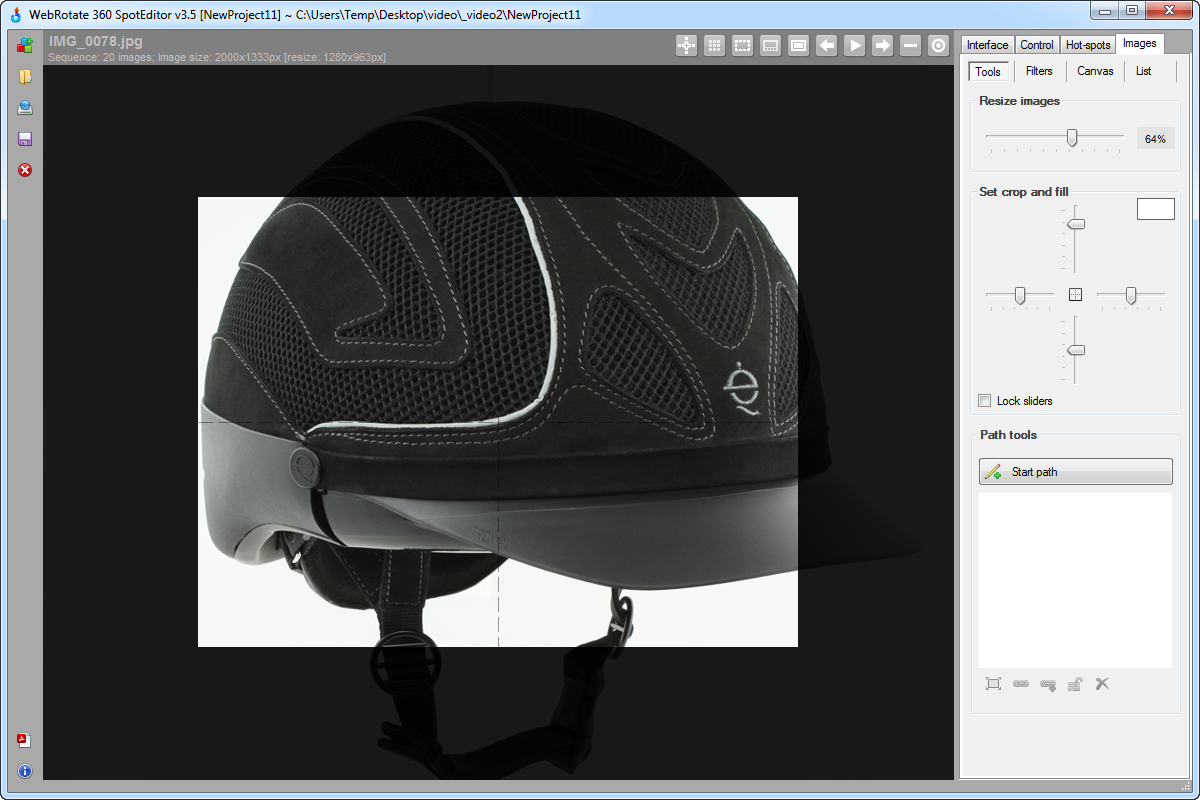 WebRotate 360 SpotEditor v3.5 [NewProject11] ~ C:\Users\Temp\Desktop\video\_video2\NewProject11
IMG_0078.jpg
Sequence: 20 images; Image size: 2000x1333px [resize: 1280x963px]
Interface Control Hot-spots Images
Tools Filters Canvas List
Resize images
64%
Set crop and fill
Lock sliders
Path tools
Start path